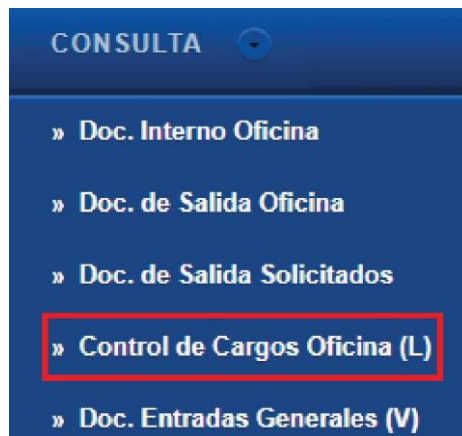 CONSULTA
» Doc. Interno Oficina
» Doc. de Salida Oficina
» Doc. de Salida Solicitados
» Control de Cargos Oficina (L)
» Doc. Entradas Generales (V)